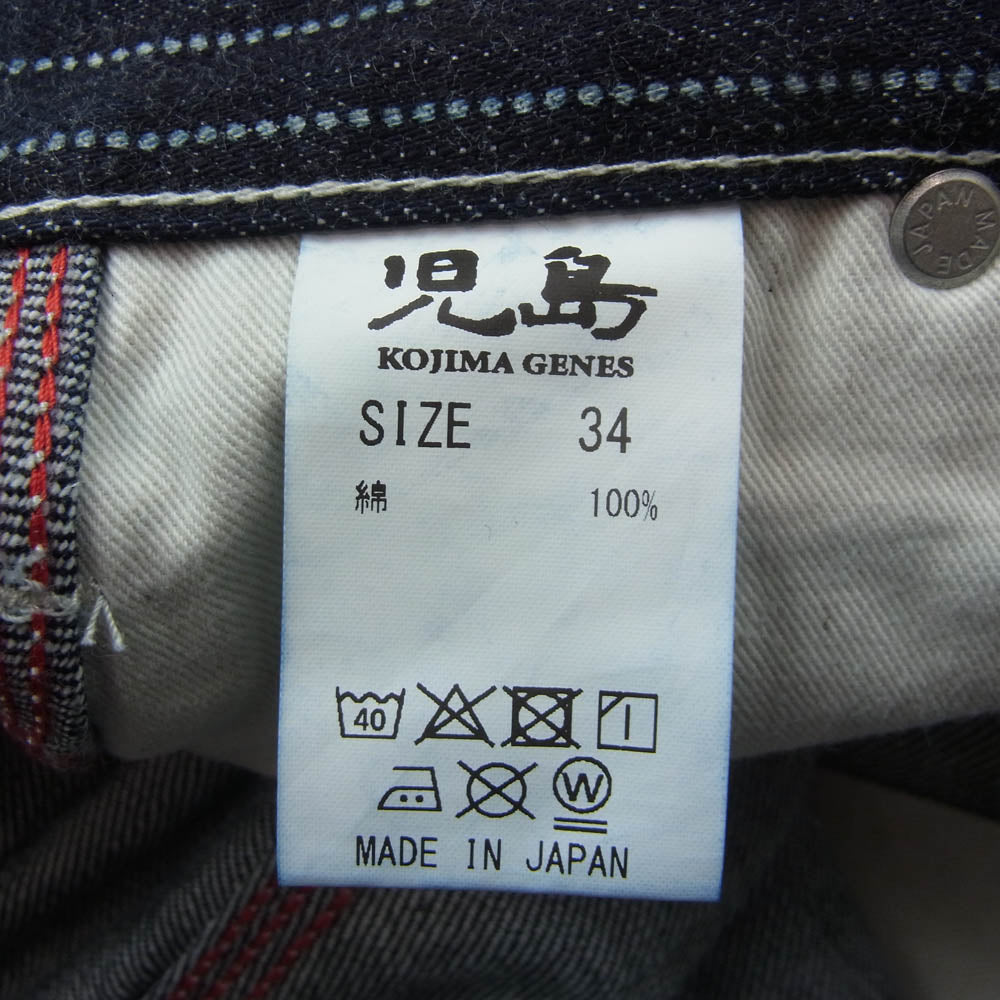 児島
KOJIMA GENES
SIZE 34
綿 100%
40
W
MADE IN JAPAN
MADE JAPAN